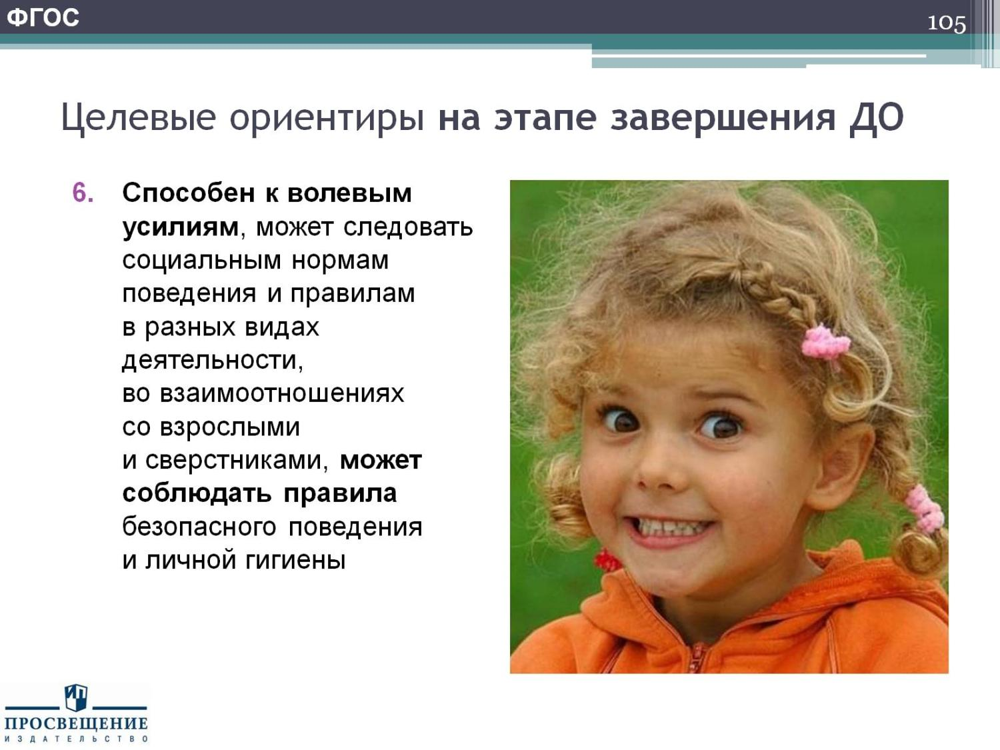 ФГОС
105
Целевые ориентиры на этапе завершения ДО
6. Способен к волевым
усилиям, может следовать
социальным нормам
поведения и правилам
в разных видах
деятельности,
во взаимоотношениях
со взрослыми
и сверстниками, может
соблюдать правила
безопасного поведения
и личной гигиены
ИП
ПРОСВЕЩЕНИЕ
ИЗДАТЕЛЬСТВО